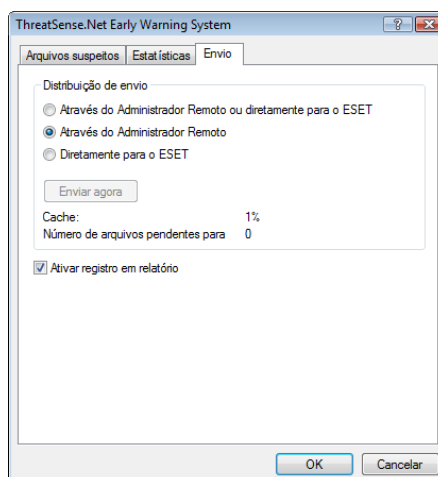 ThreatSense.Net Early Warning System
Arquivos suspeitos Estatísticas Envio
Distribuição de envio
Através do Administrador Remoto ou diretamente para o ESET
Através do Administrador Remoto
Diretamente para o ESET
Enviar agora
Cache: 1%
Número de arquivos pendentes para 0
Ativar registro em relatório
OK Cancelar